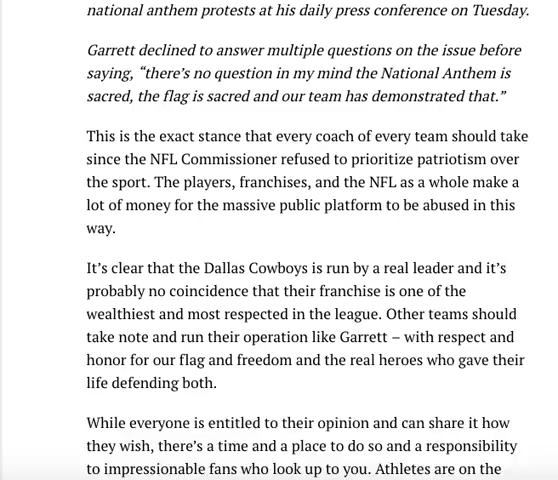 national anthem protests at his daily press conference on Tuesday.
Garrett declined to answer multiple questions on the issue before
saying, “there’s no question in my mind the National Anthem is
sacred, the flag is sacred and our team has demonstrated that.”
This is the exact stance that every coach of every team should take
since the NFL Commissioner refused to prioritize patriotism over
the sport. The players, franchises, and the NFL as a whole make a
lot of money for the massive public platform to be abused in this
way.
It’s clear that the Dallas Cowboys is run by a real leader and it’s
probably no coincidence that their franchise is one of the
wealthiest and most respected in the league. Other teams should
take note and run their operation like Garrett – with respect and
honor for our flag and freedom and the real heroes who gave their
life defending both.
While everyone is entitled to their opinion and can share it how
they wish, there’s a time and a place to do so and a responsibility
to impressionable fans who look up to you. Athletes are on the